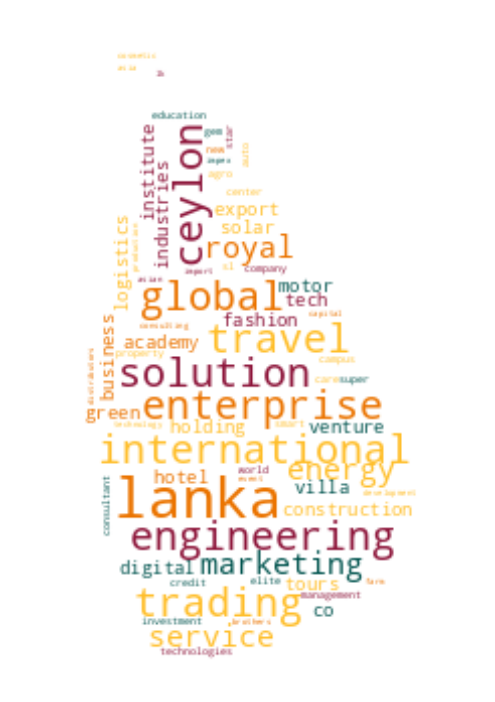 cosmetic
asia
lk
education
gem
star
institute
ceylon
new
auto
impex
industries
agro
center
export
logistics
solar
production
royal
sl
company
import
asian
motor
global
tech
capital
fashion
consulting
travel
academy
business
property
campus
solution
care
super
distributors
enterprise
green
technology
holding
smart
venture
international
world
energy
hotel
event
villa
development
lanka
consultant
construction
engineering
marketing
digital
credit
elite
tours
farm
management
trading
co
investment
brothers
service
technologies